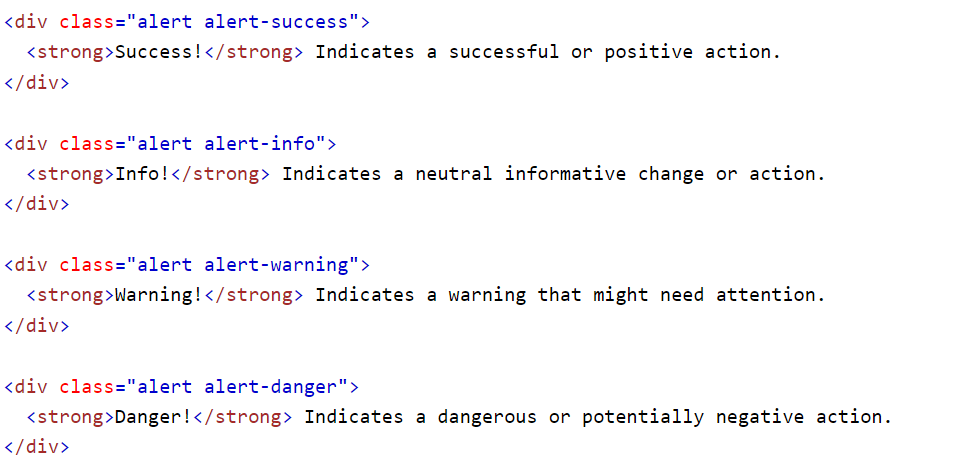 <div class="alert alert-success">
  <strong>Success!</strong> Indicates a successful or positive action.
</div>

<div class="alert alert-info">
  <strong>Info!</strong> Indicates a neutral informative change or action.
</div>

<div class="alert alert-warning">
  <strong>Warning!</strong> Indicates a warning that might need attention.
</div>

<div class="alert alert-danger">
  <strong>Danger!</strong> Indicates a dangerous or potentially negative action.
</div>